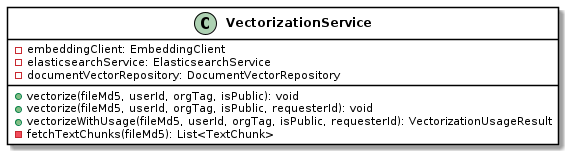 C VectorizationService
embeddingClient: EmbeddingClient
elasticsearchService: ElasticsearchService
documentVectorRepository: DocumentVectorRepository
vectorize(fileMd5, userId, orgTag, isPublic): void
vectorize(fileMd5, userId, orgTag, isPublic, requesterId): void
vectorizeWithUsage(fileMd5, userId, orgTag, isPublic, requesterId): VectorizationUsageResult
fetchTextChunks(fileMd5): List<TextChunk>